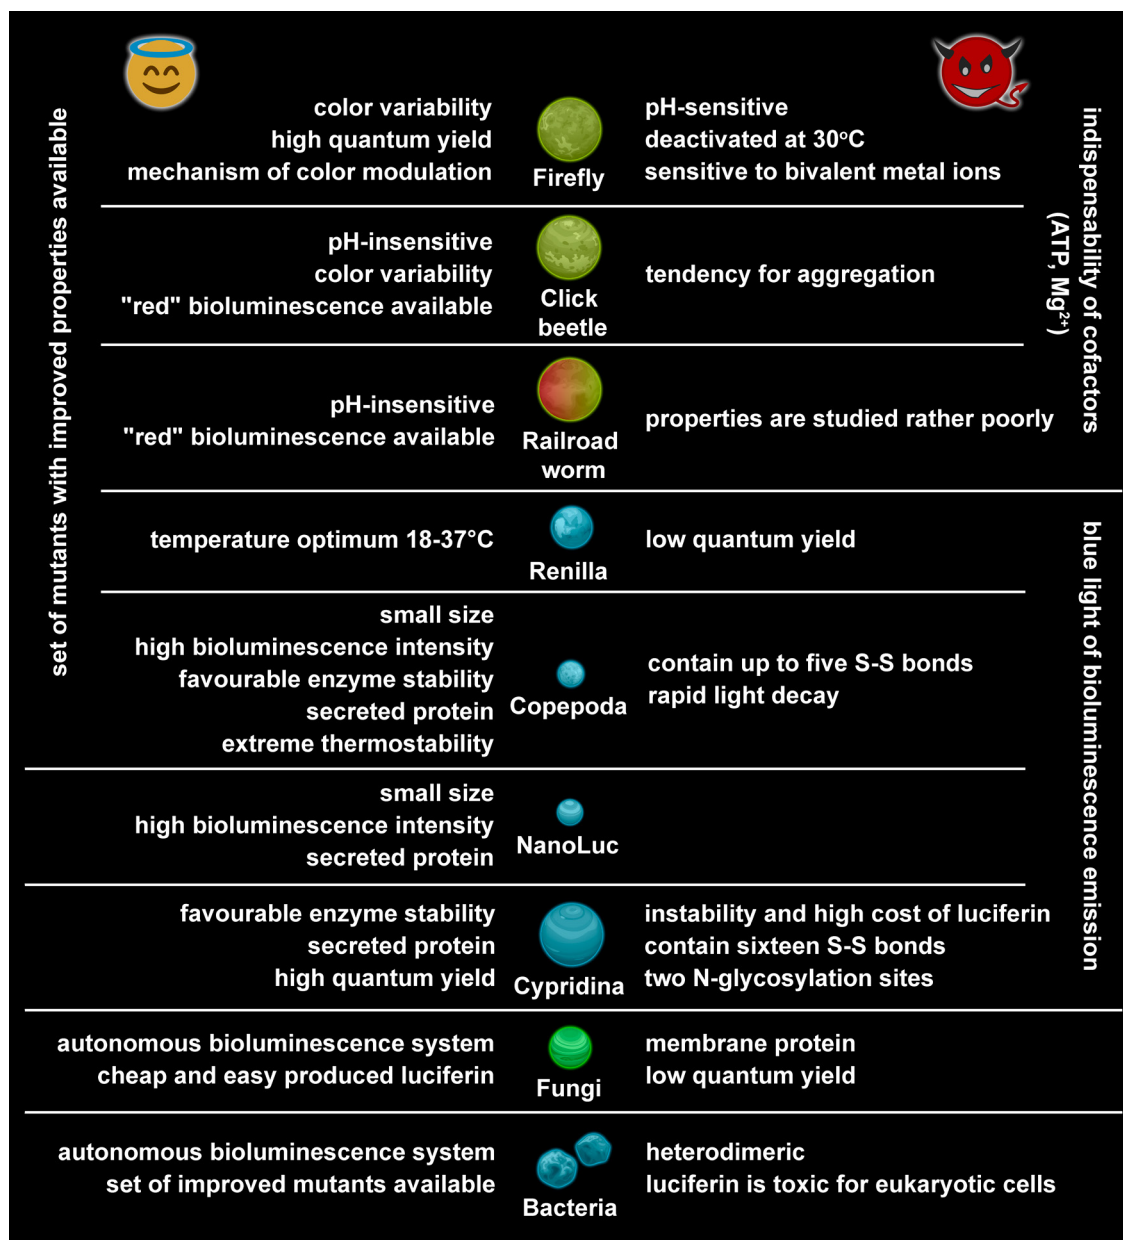 set of mutants with improved properties available
color variability
high quantum yield
mechanism of color modulation
Firefly
pH-sensitive
deactivated at 30°C
sensitive to bivalent metal ions
indispensability of cofactors
(ATP, Mg²⁺)
pH-insensitive
color variability
"red" bioluminescence available
Click
beetle
tendency for aggregation
pH-insensitive
"red" bioluminescence available
Railroad
worm
properties are studied rather poorly
temperature optimum 18-37°C
Renilla
low quantum yield
blue light of bioluminescence emission
small size
high bioluminescence intensity
favourable enzyme stability
secreted protein
extreme thermostability
Copepoda
contain up to five S-S bonds
rapid light decay
small size
high bioluminescence intensity
secreted protein
NanoLuc
favourable enzyme stability
secreted protein
high quantum yield
Cypridina
instability and high cost of luciferin
contain sixteen S-S bonds
two N-glycosylation sites
autonomous bioluminescence system
cheap and easy produced luciferin
Fungi
membrane protein
low quantum yield
autonomous bioluminescence system
set of improved mutants available
Bacteria
heterodimeric
luciferin is toxic for eukaryotic cells